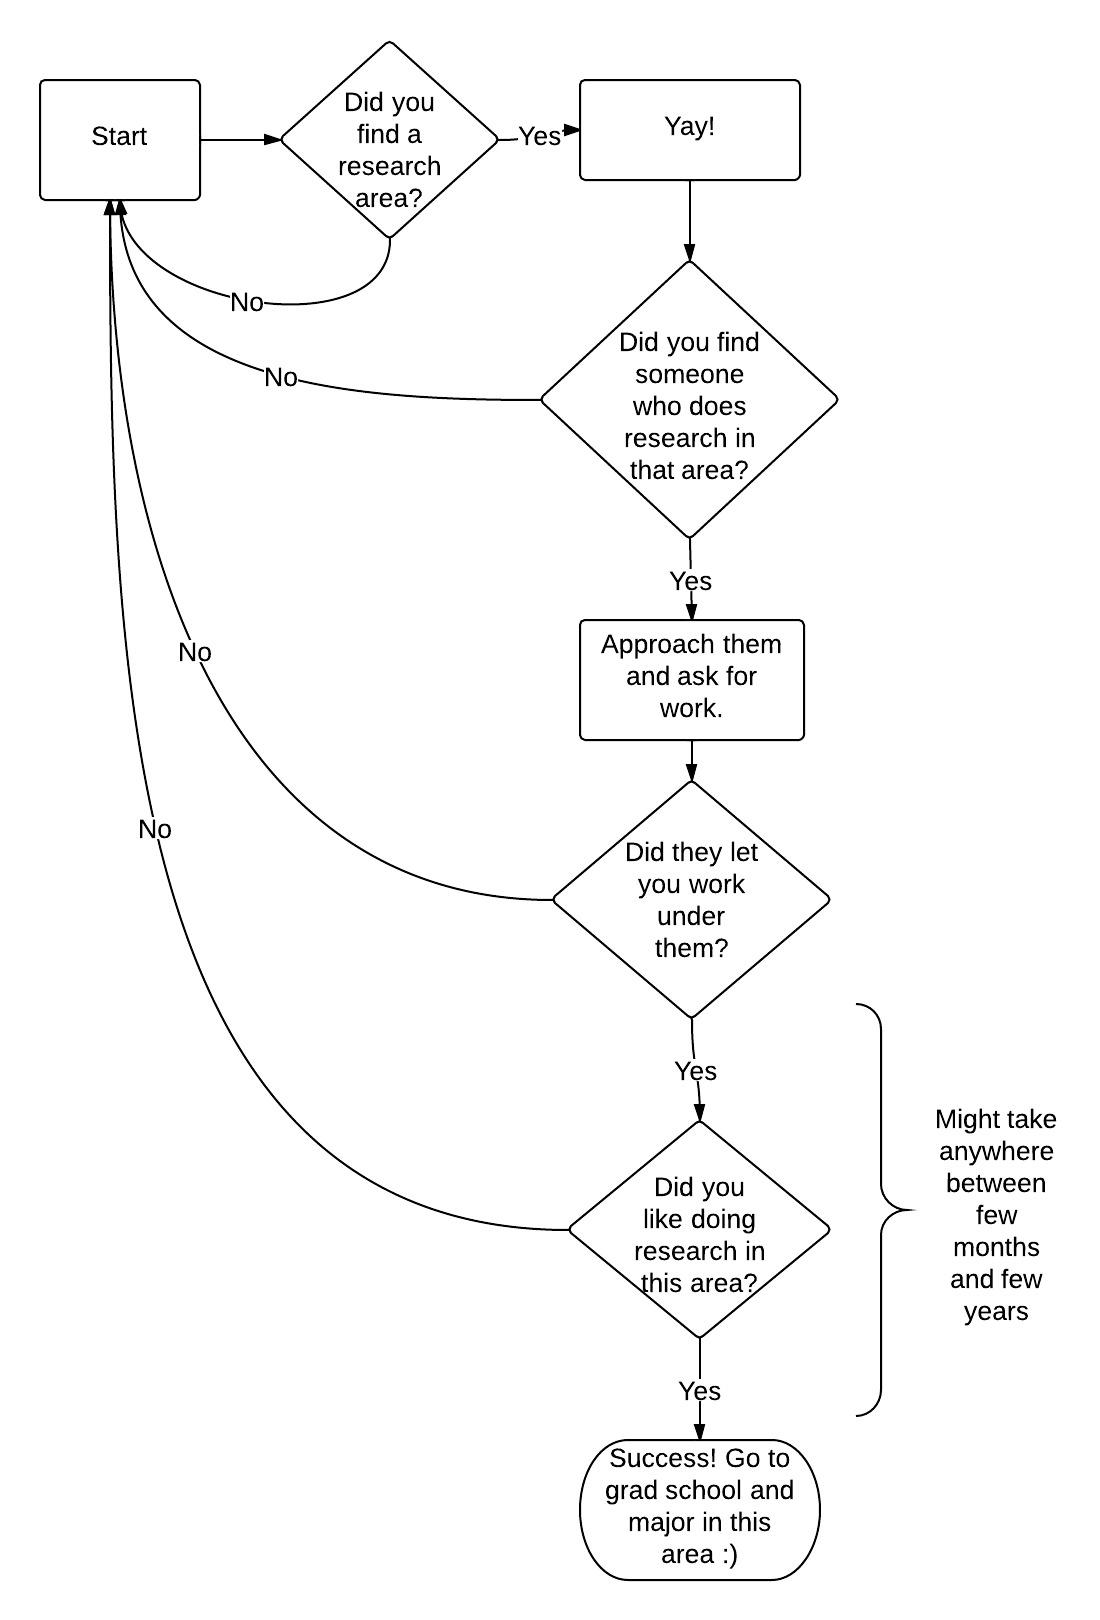 Start
Did you
find a
research
area?
Yes
Yay!
No
Did you find
someone
who does
research in
that area?
No
Yes
Approach them
and ask for
work.
No
Did they let
you work
under
them?
No
Yes
Did you
like doing
research in
this area?
Might take
anywhere
between
few
months
and few
years
Yes
Success! Go to
grad school and
major in this
area :)